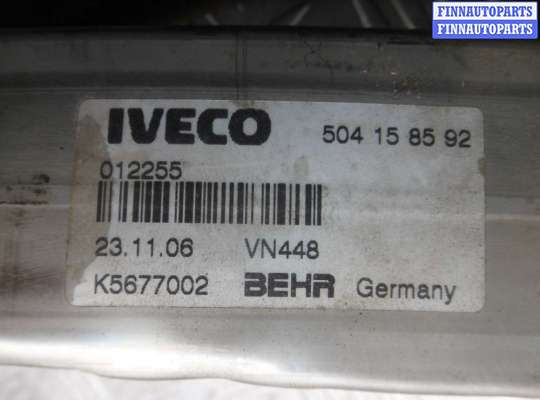 FINNAUTOPARTS
FINNAUTOPARTS
IVECO 504 15 85 92
012255
23.11.06 VN448
K5677002 BEHR Germany